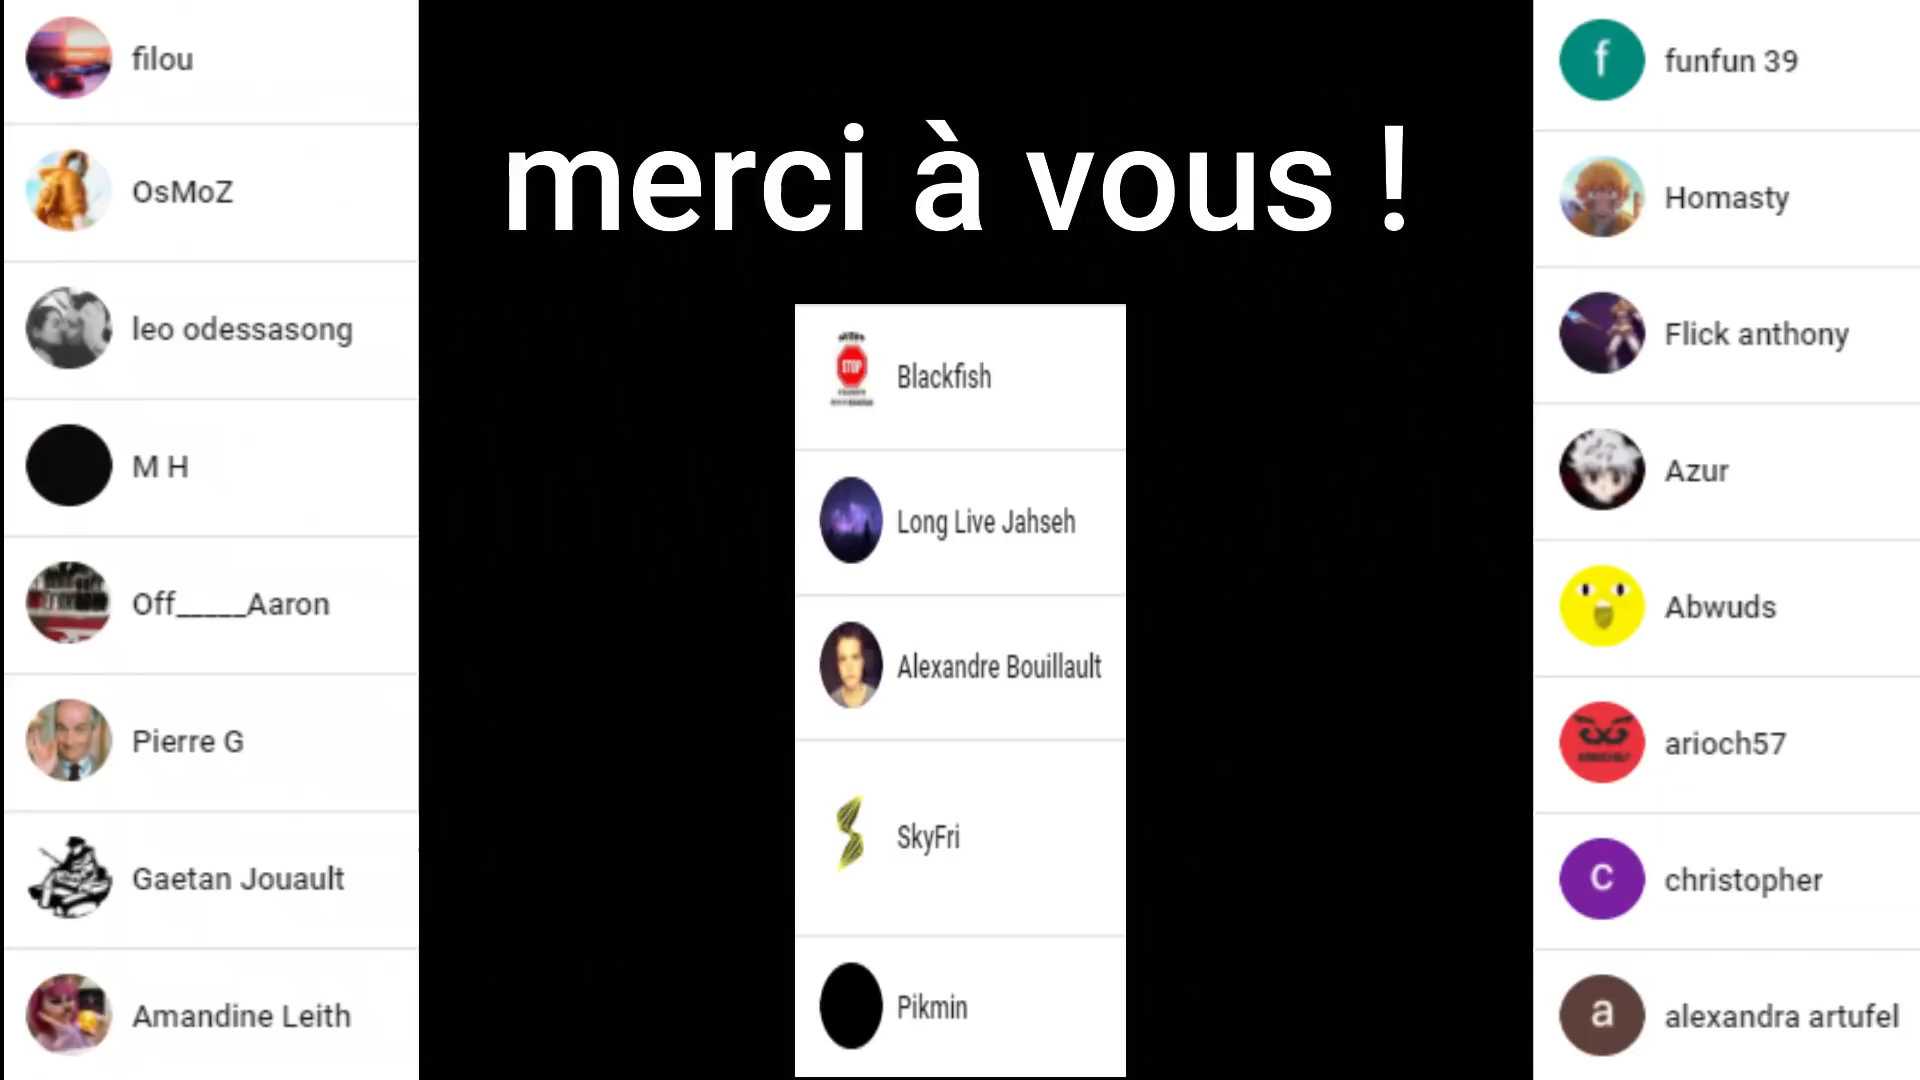 filou
OsMoZ
leo odessasong
M H
Off_____Aaron
Pierre G
Gaetan Jouault
Amandine Leith
merci à vous !
STOP
Blackfish
Long Live Jahseh
Alexandre Bouillault
SkyFri
Pikmin
f
funfun 39
Homasty
Flick anthony
Azur
Abwuds
arioch57
c
christopher
a
alexandra artufel